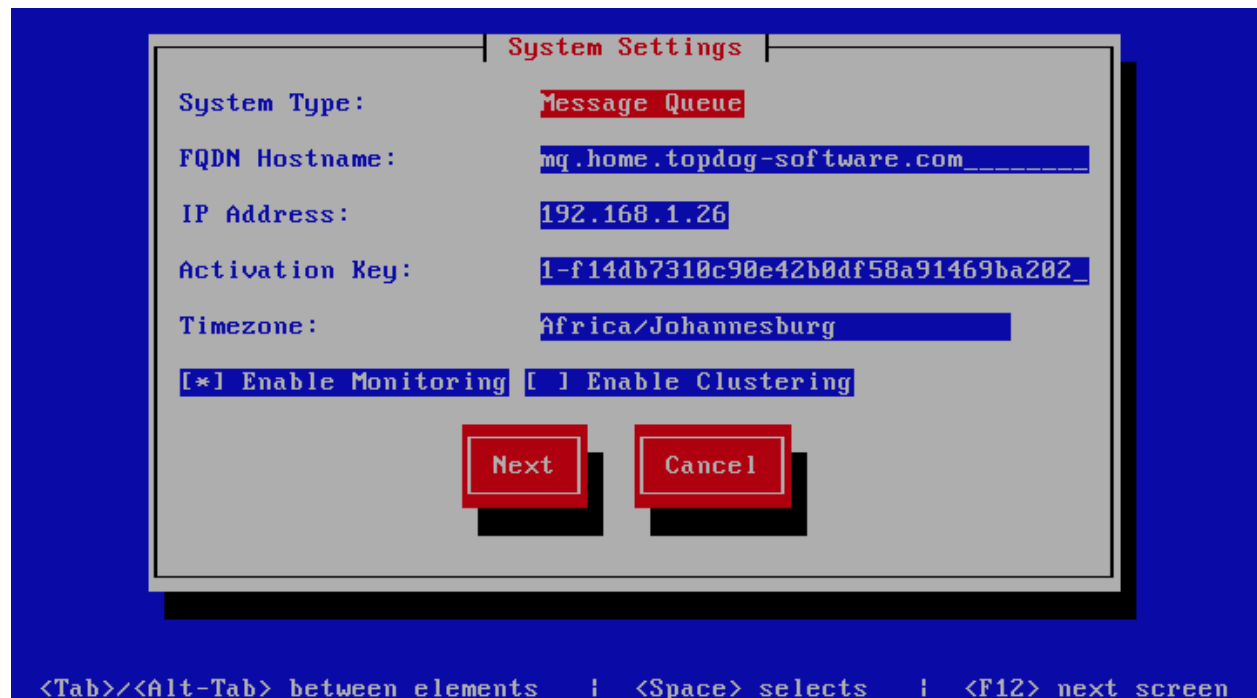 System Settings
System Type: Message Queue
FQDN Hostname: mq.home.topdog-software.com________
IP Address: 192.168.1.26
Activation Key: 1-f14db7310c90e42b0df58a91469ba202_
Timezone: Africa/Johannesburg
[*] Enable Monitoring [ ] Enable Clustering
Next Cancel
<Tab>/<Alt-Tab> between elements | <Space> selects | <F12> next screen